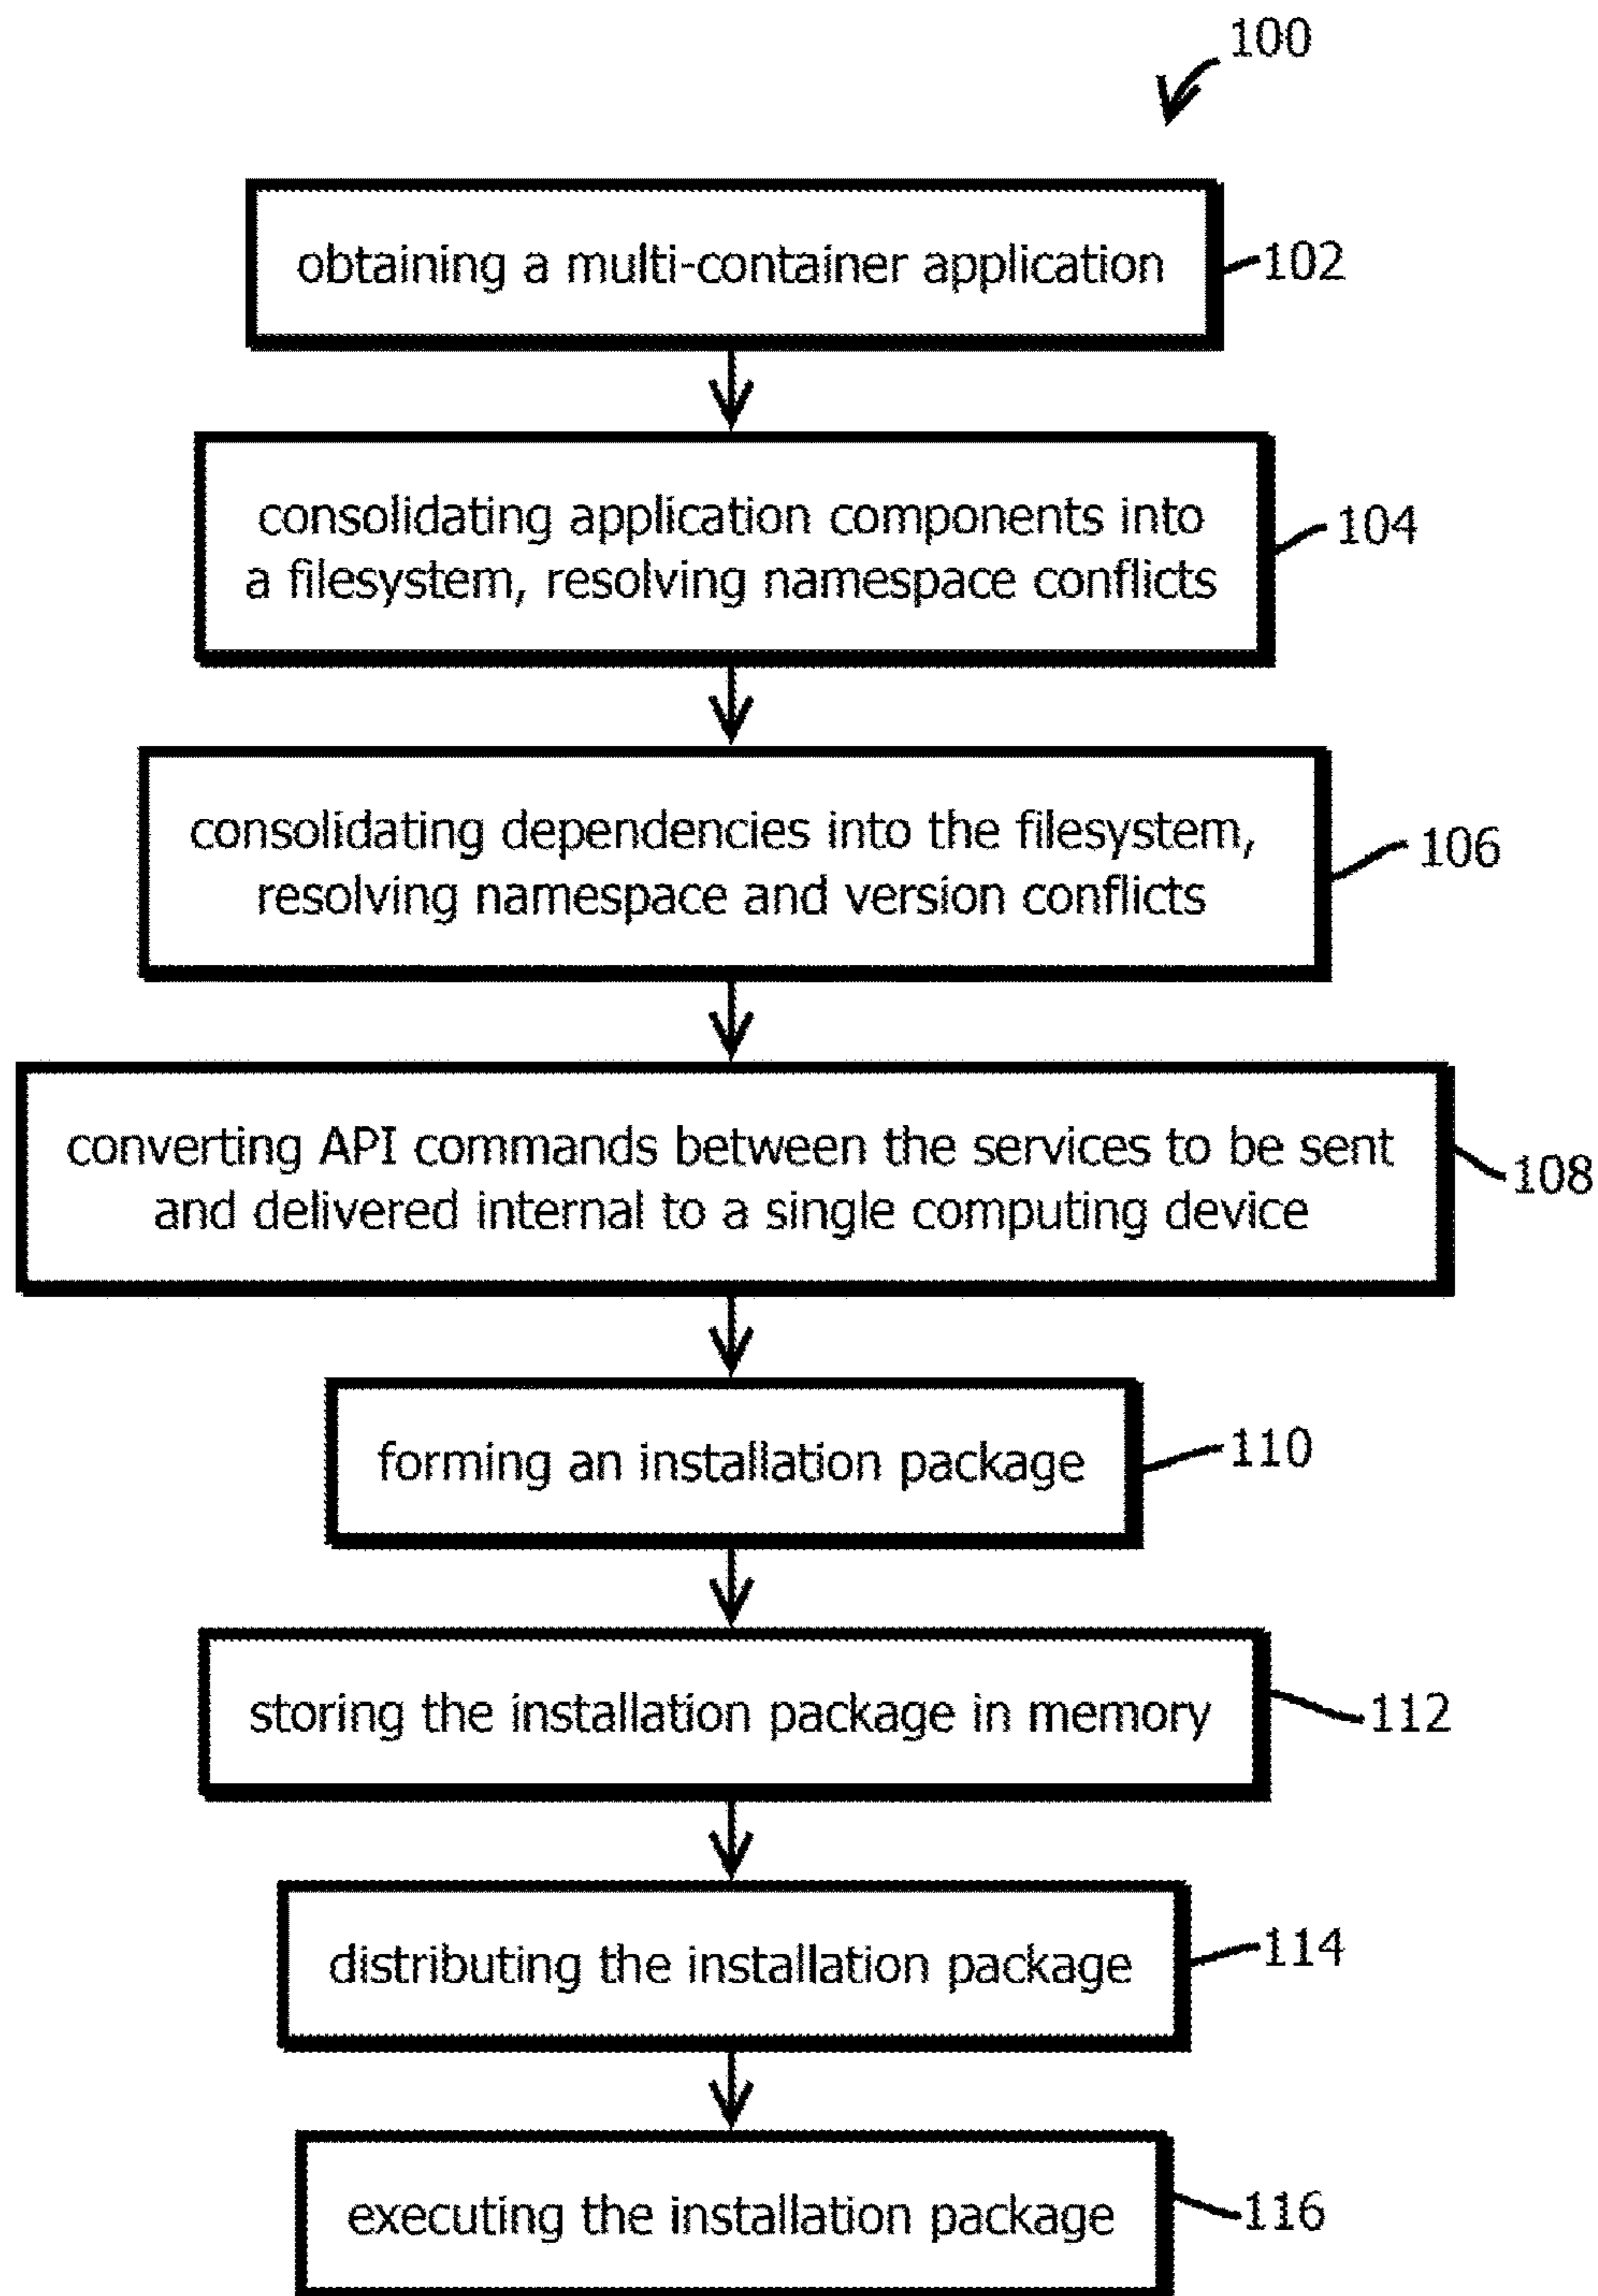 100
obtaining a multi-container application
102
consolidating application components into
a filesystem, resolving namespace conflicts
104
consolidating dependencies into the filesystem,
resolving namespace and version conflicts
106
converting API commands between the services to be sent
and delivered internal to a single computing device
108
forming an installation package
110
storing the installation package in memory
112
distributing the installation package
114
executing the installation package
116